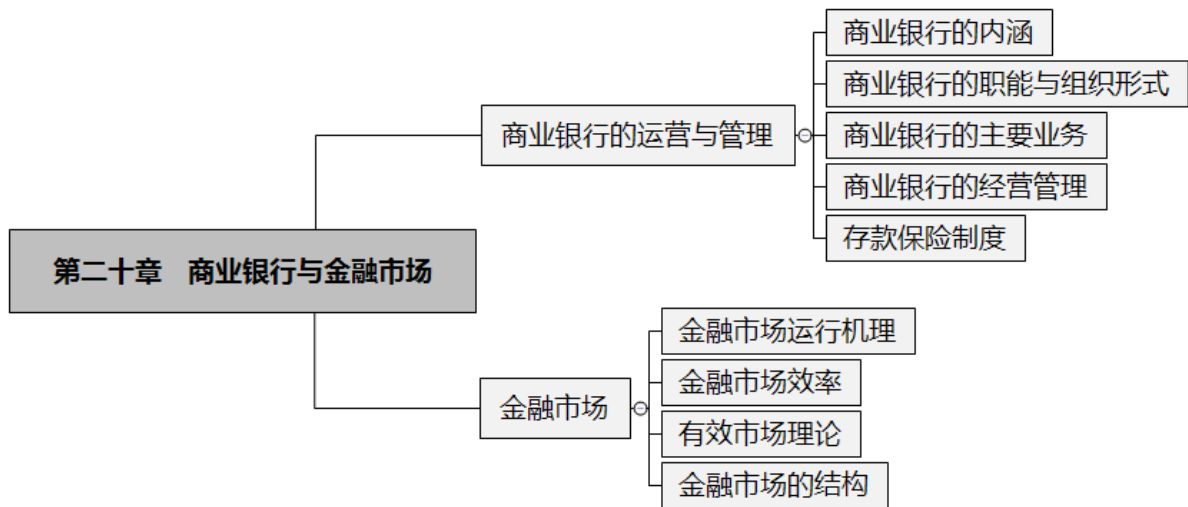 第二十章　商业银行与金融市场
商业银行的运营与管理
商业银行的内涵
商业银行的职能与组织形式
商业银行的主要业务
商业银行的经营管理
存款保险制度
金融市场
金融市场运行机理
金融市场效率
有效市场理论
金融市场的结构